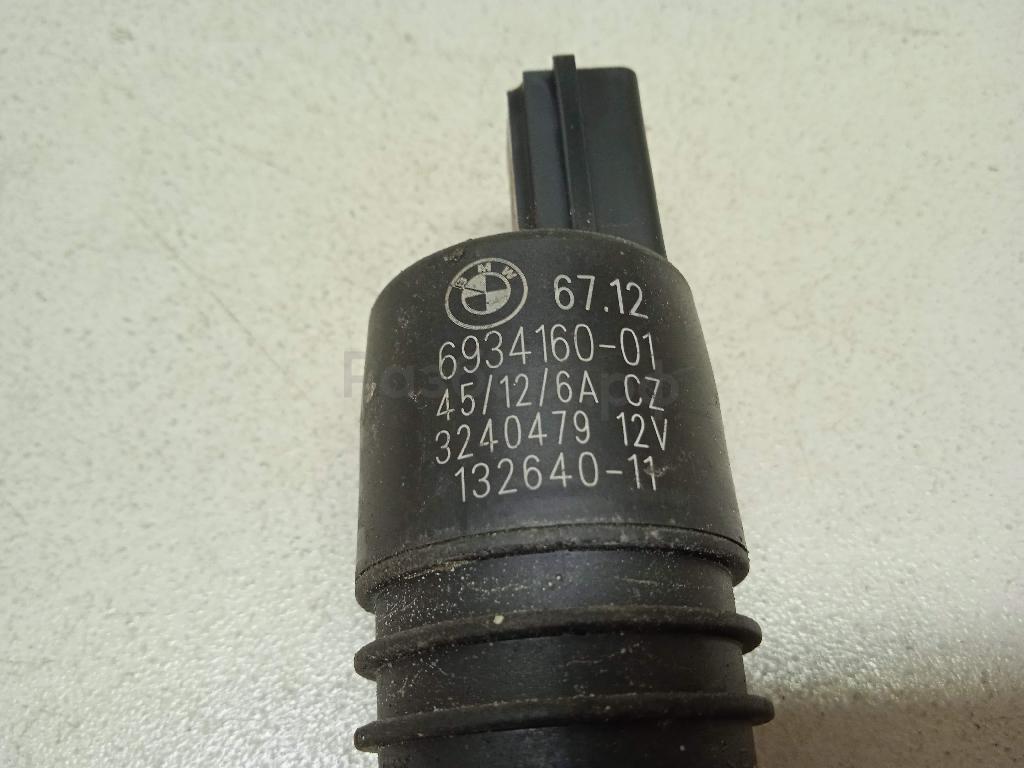 BMW 67.12
6934160-01
45/12/6A CZ
3240479 12V
132640-11